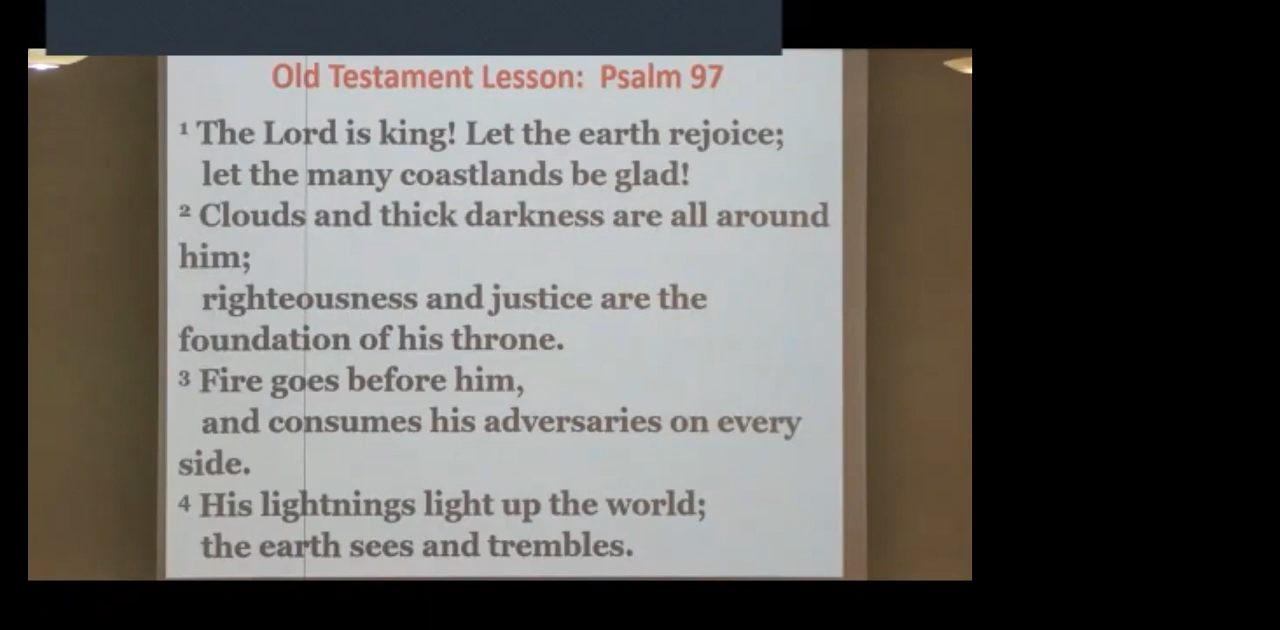 Old Testament Lesson: Psalm 97
¹ The Lord is king! Let the earth rejoice;
let the many coastlands be glad!
² Clouds and thick darkness are all around
him;
righteousness and justice are the
foundation of his throne.
³ Fire goes before him,
and consumes his adversaries on every
side.
⁴ His lightnings light up the world;
the earth sees and trembles.